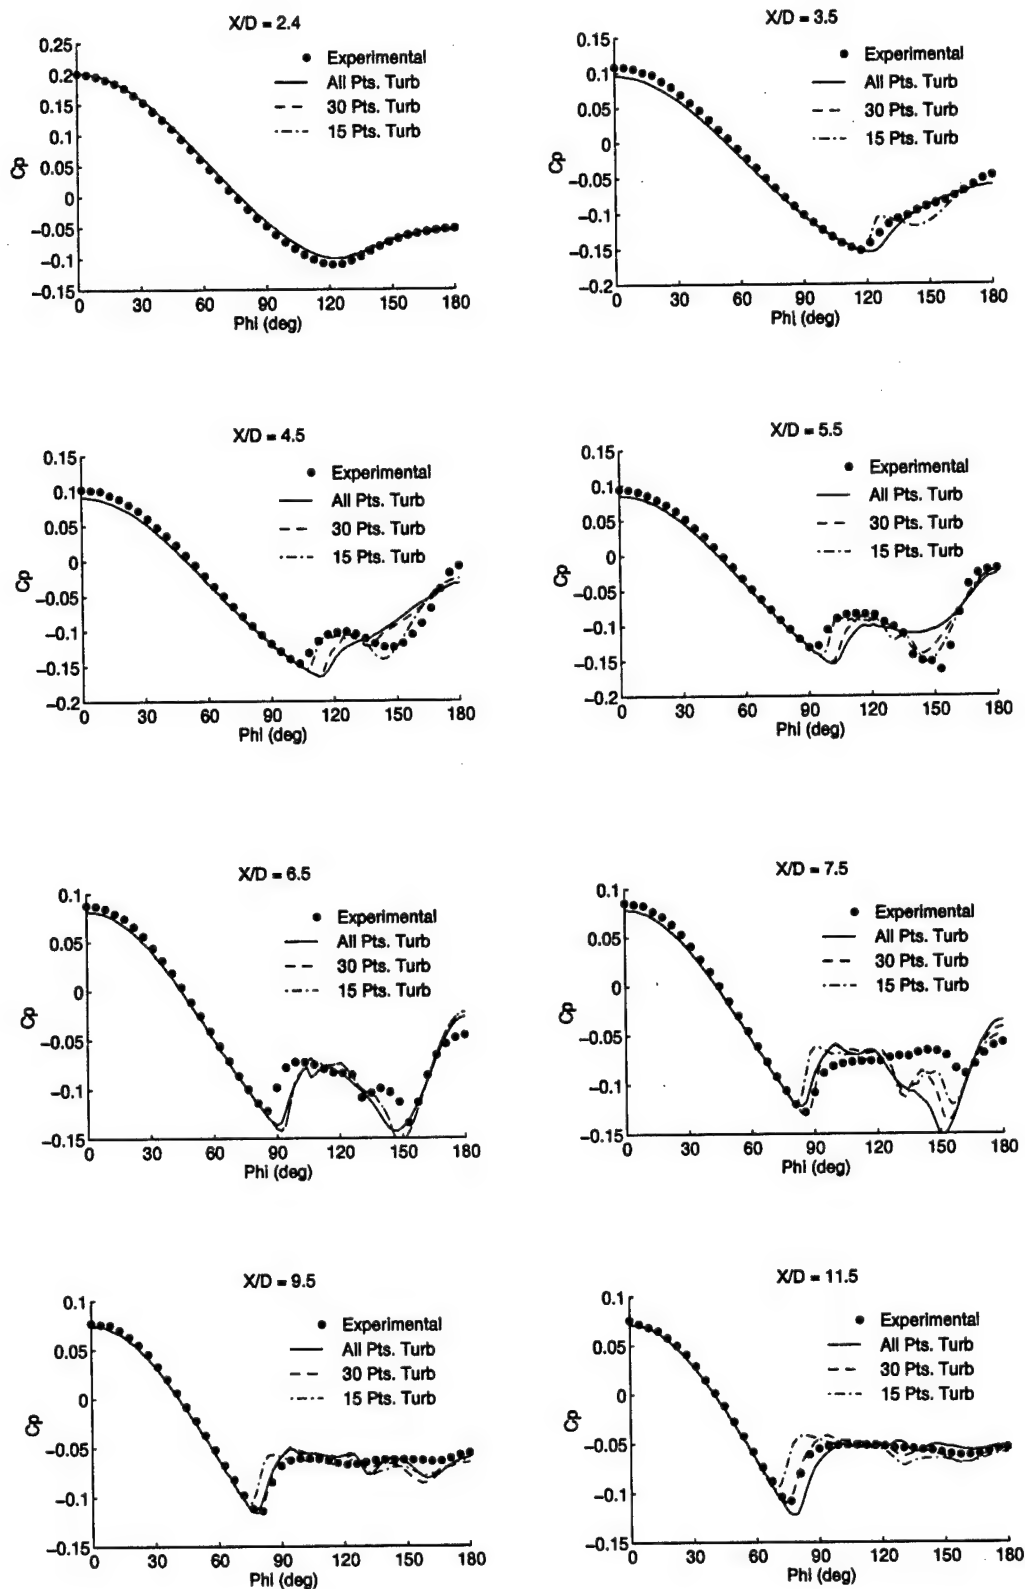 X/D = 2.4
0.25
0.2
0.15
0.1
0.05
0
−0.05
−0.1
−0.15
Cp
Experimental
All Pts. Turb
30 Pts. Turb
15 Pts. Turb
0 30 60 90 120 150 180
Phi (deg)
X/D = 3.5
0.15
0.1
0.05
0
−0.05
−0.1
−0.15
−0.2
Cp
Experimental
All Pts. Turb
30 Pts. Turb
15 Pts. Turb
0 30 60 90 120 150 180
Phi (deg)
X/D = 4.5
0.15
0.1
0.05
0
−0.05
−0.1
−0.15
−0.2
Cp
Experimental
All Pts. Turb
30 Pts. Turb
15 Pts. Turb
0 30 60 90 120 150 180
Phi (deg)
X/D = 5.5
0.15
0.1
0.05
0
−0.05
−0.1
−0.15
−0.2
Cp
Experimental
All Pts. Turb
30 Pts. Turb
15 Pts. Turb
0 30 60 90 120 150 180
Phi (deg)
X/D = 6.5
0.1
0.05
0
−0.05
−0.1
−0.15
Cp
Experimental
All Pts. Turb
30 Pts. Turb
15 Pts. Turb
0 30 60 90 120 150 180
Phi (deg)
X/D = 7.5
0.1
0.05
0
−0.05
−0.1
−0.15
Cp
Experimental
All Pts. Turb
30 Pts. Turb
15 Pts. Turb
0 30 60 90 120 150 180
Phi (deg)
X/D = 9.5
0.1
0.05
0
−0.05
−0.1
−0.15
Cp
Experimental
All Pts. Turb
30 Pts. Turb
15 Pts. Turb
0 30 60 90 120 150 180
Phi (deg)
X/D = 11.5
0.1
0.05
0
−0.05
−0.1
−0.15
Cp
Experimental
All Pts. Turb
30 Pts. Turb
15 Pts. Turb
0 30 60 90 120 150 180
Phi (deg)